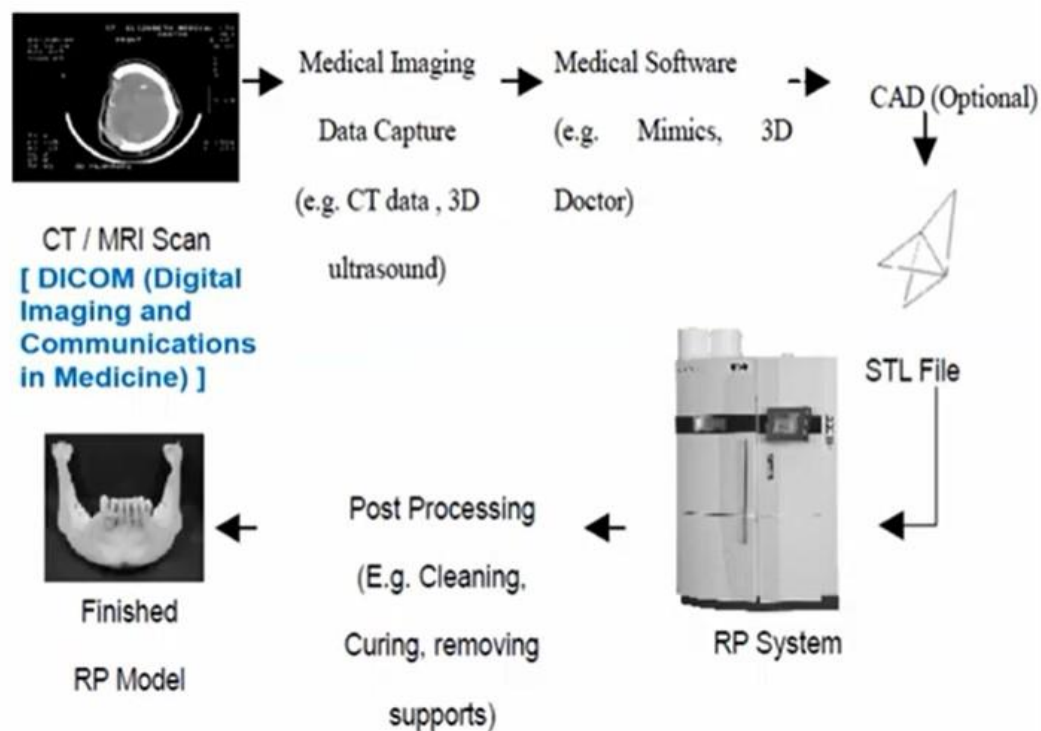 Medical Imaging
Data Capture
(e.g. CT data , 3D
ultrasound)
Medical Software
(e.g. Mimics, 3D
Doctor)
CAD (Optional)
CT / MRI Scan
[ DICOM (Digital
Imaging and
Communications
in Medicine) ]
STL File
RP System
Post Processing
(E.g. Cleaning,
Curing, removing
supports)
Finished
RP Model